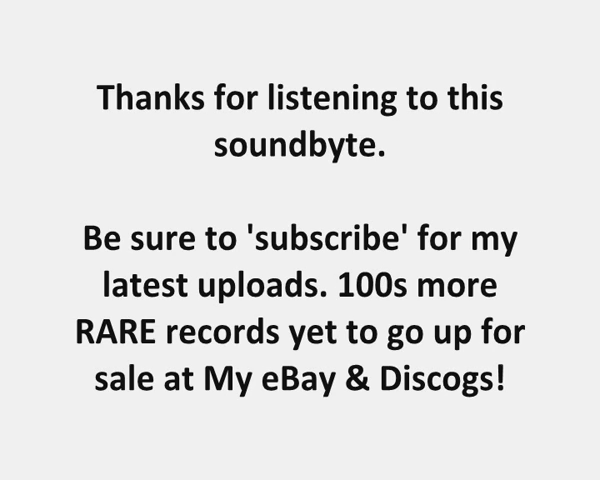 Thanks for listening to this
soundbyte.
Be sure to 'subscribe' for my
latest uploads. 100s more
RARE records yet to go up for
sale at My eBay & Discogs!